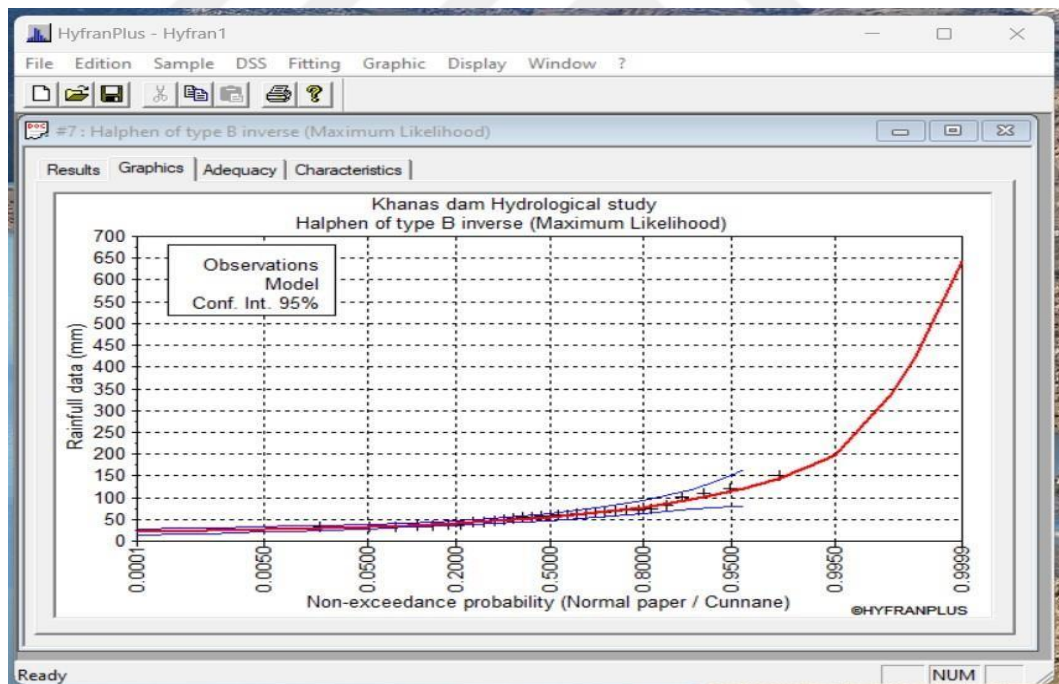 HyfranPlus - Hyfran1
File Edition Sample DSS Fitting Graphic Display Window ?
#7 : Halphen of type B inverse (Maximum Likelihood)
Results Graphics Adequacy Characteristics
Khanas dam Hydrological study
Halphen of type B inverse (Maximum Likelihood)
700
650
600
550
500
450
400
350
300
250
200
150
100
50
0
Rainfull data (mm)
Observations
Model
Conf. Int. 95%
0.0001 0.0050 0.0500 0.2000 0.5000 0.8000 0.9500 0.9950 0.9999
Non-exceedance probability (Normal paper / Cunnane)
©HYFRANPLUS
Ready NUM